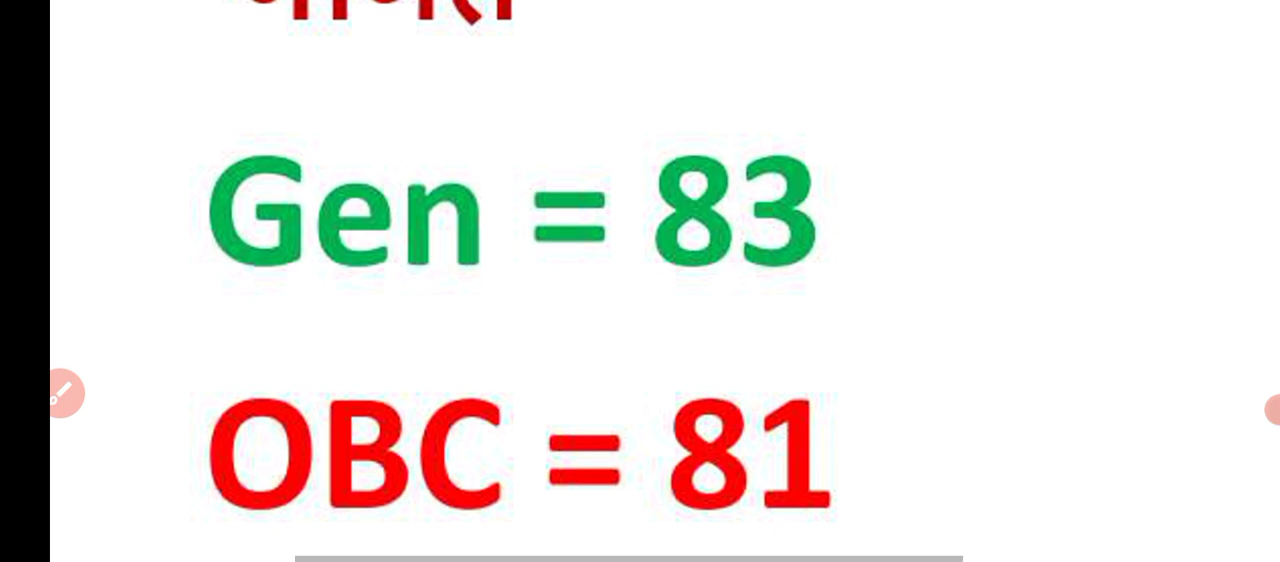 Gen = 83
OBC = 81